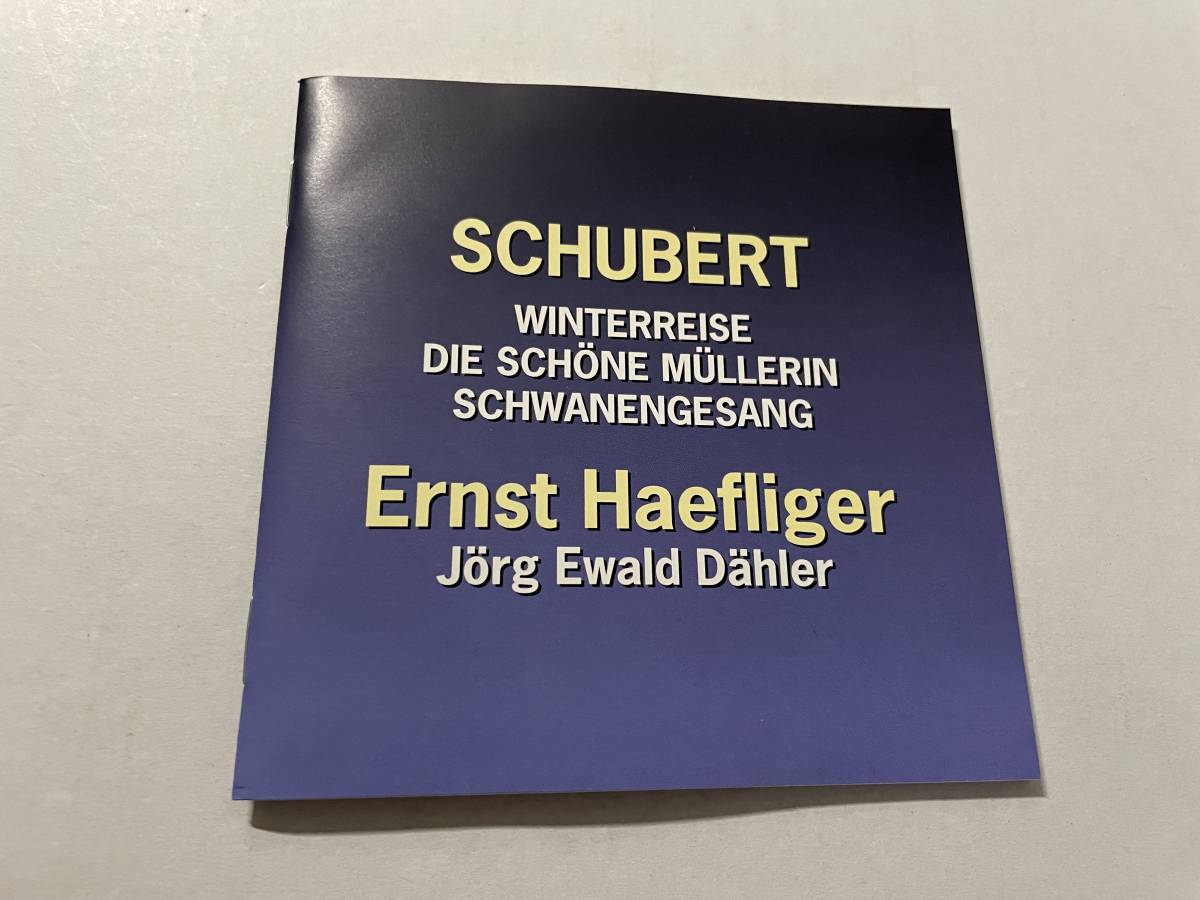 SCHUBERT
WINTERREISE
DIE SCHÖNE MÜLLERIN
SCHWANENGESANG
Ernst Haefliger
Jörg Ewald Dähler